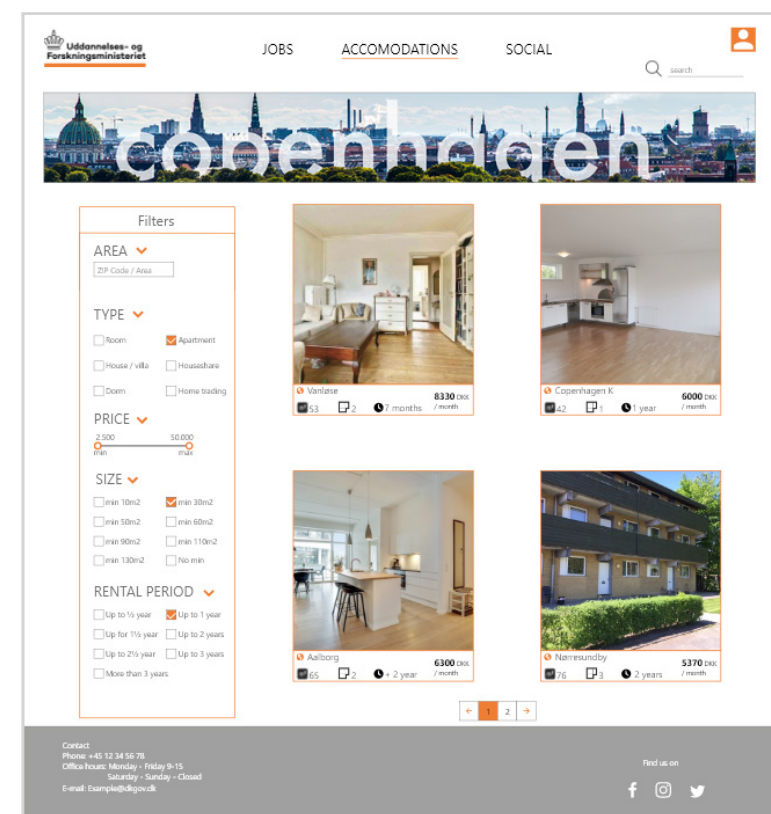 Uddannelses- og
Forskningsministeriet
JOBS
ACCOMODATIONS
SOCIAL
search
copenhagen
Filters
AREA
ZIP Code / Area
TYPE
Room
Apartment
House / villa
Houseshare
Dorm
Home trading
PRICE
2.500
50.000
min
max
SIZE
min 10m2
min 30m2
min 50m2
min 60m2
min 90m2
min 110m2
min 130m2
No min
RENTAL PERIOD
Up to ½ year
Up to 1 year
Up for 1½ year
Up to 2 years
Up to 2½ year
Up to 3 years
More than 3 years
Vanløse
8330 DKK
53
2
7 months
/ month
Copenhagen K
6000 DKK
42
1
1 year
/ month
Aalborg
6300 DKK
65
2
+ 2 year
/ month
Nørresundby
5370 DKK
76
3
2 years
/ month
← 1 2 →
Contact
Phone: +45 12 34 56 78
Office hours: Monday - Friday 9-15
Saturday - Sunday - Closed
E-mail: Example@dkgov.dk
Find us on